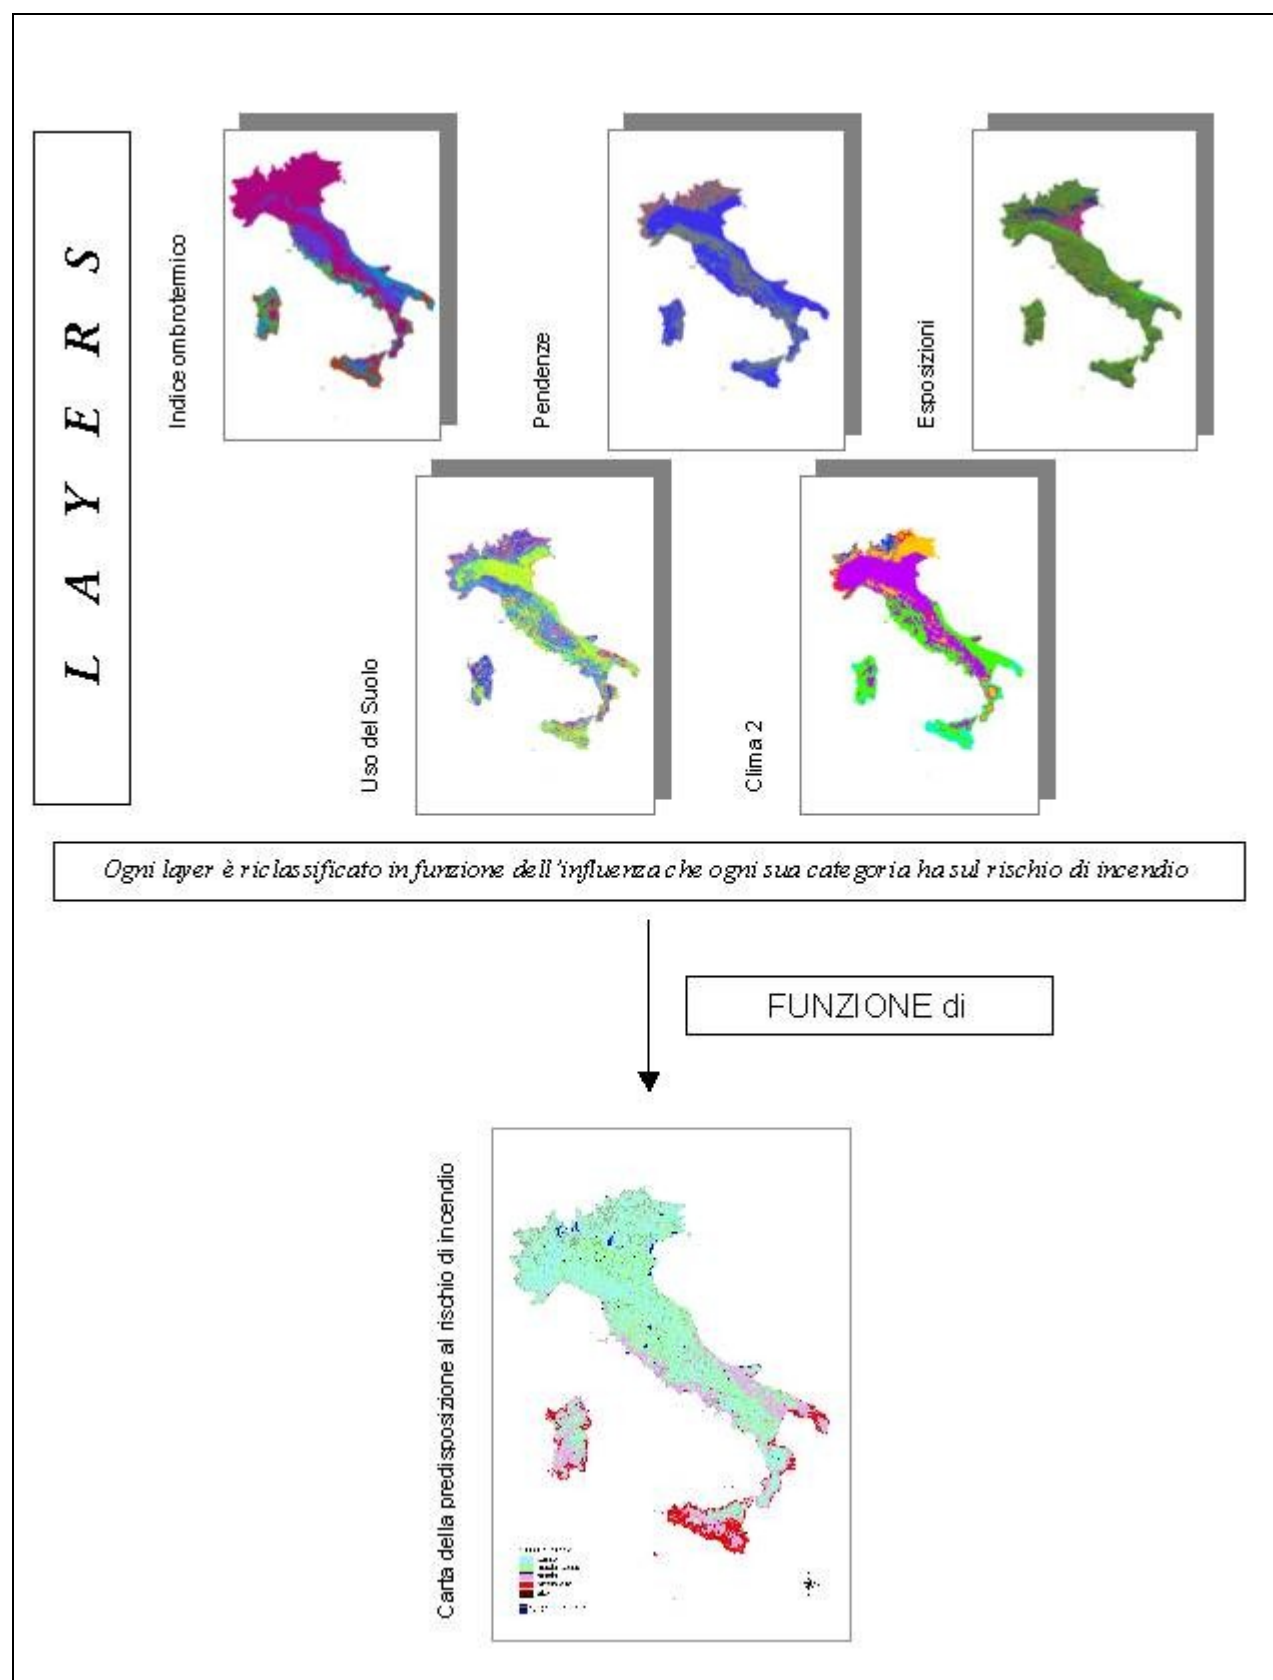 LAYERS
Indice ombrotermico
Pendenze
Esposizioni
Uso del Suolo
Clima 2
Ogni layer è riclassificato in funzione dell'influenza che ogni sua categoria ha sul rischio di incendio
FUNZIONE di
Carta della predisposizione al rischio di incendio